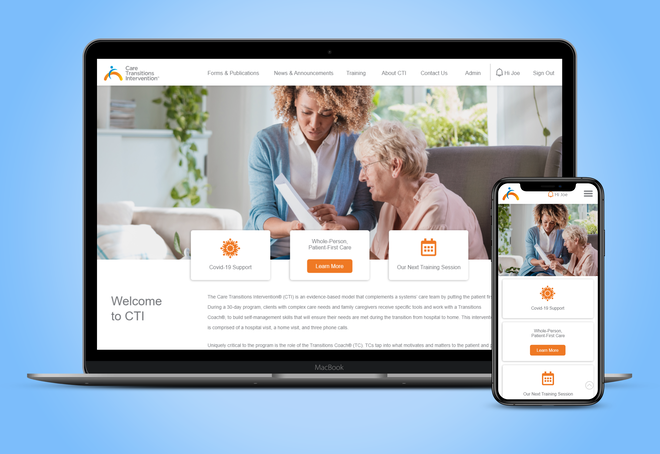 Care
Transitions
Intervention®
Forms & Publications
News & Announcements
Training
About CTI
Contact Us
Admin
Hi Joe
Sign Out
Covid-19 Support
Whole-Person,
Patient-First Care
Learn More
Our Next Training Session
Welcome
to CTI
The Care Transitions Intervention® (CTI) is an evidence-based model that complements a systems' care team by putting the patient fir
During a 30-day program, clients with complex care needs and family caregivers receive specific tools and work with a Transitions
Coach®, to build self-management skills that will ensure their needs are met during the transition from hospital to home. This interventio
is comprised of a hospital visit, a home visit, and three phone calls.
Uniquely critical to the program is the role of the Transitions Coach® (TC). TCs tap into what motivates and matters to the patient and
MacBook
Hi Joe
Covid-19 Support
Whole-Person,
Patient-First Care
Learn More
Our Next Training Session